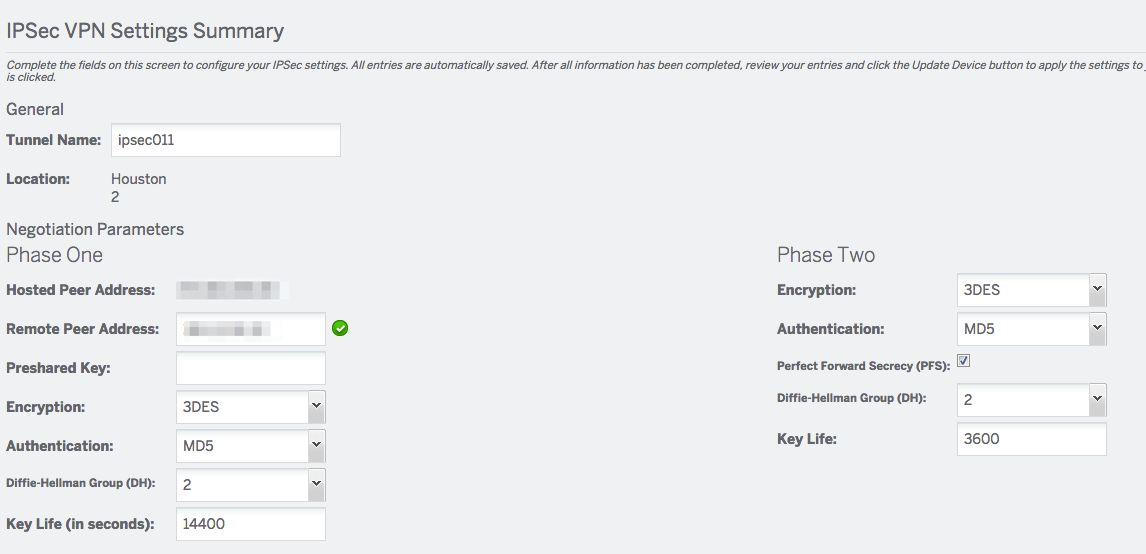 IPSec VPN Settings Summary
Complete the fields on this screen to configure your IPSec settings. All entries are automatically saved. After all information has been completed, review your entries and click the Update Device button to apply the settings to
is clicked.
General
Tunnel Name: ipsec011
Location: Houston
2
Negotiation Parameters
Phase One
Hosted Peer Address:
Remote Peer Address:
Preshared Key:
Encryption: 3DES
Authentication: MD5
Diffie-Hellman Group (DH): 2
Key Life (in seconds): 14400
Phase Two
Encryption: 3DES
Authentication: MD5
Perfect Forward Secrecy (PFS):
Diffie-Hellman Group (DH): 2
Key Life: 3600